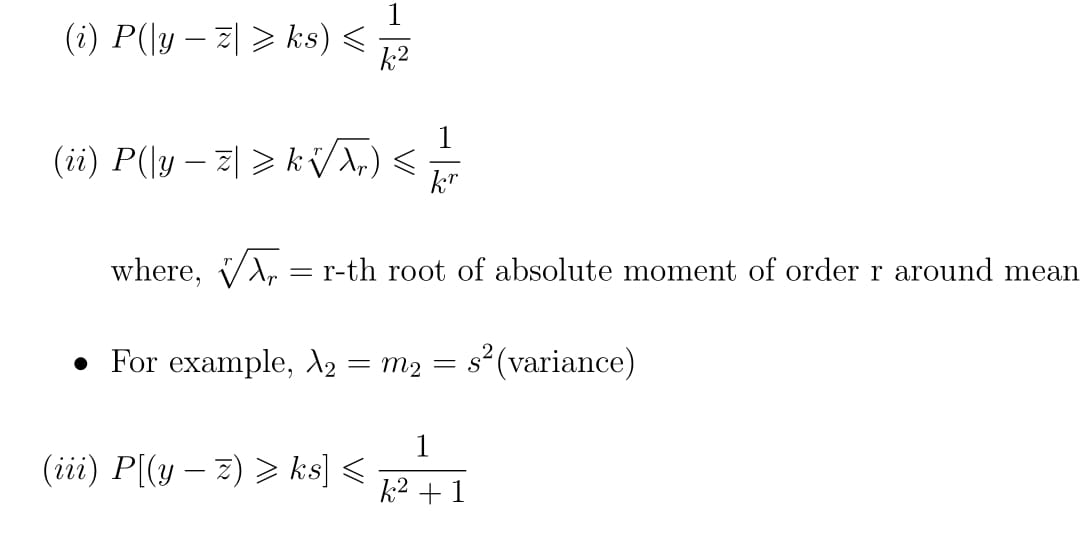 (i) P(|y − z̅| ⩾ ks) ⩽ 1/k²
(ii) P(|y − z̅| ⩾ k ʳ√λᵣ) ⩽ 1/kʳ
where, ʳ√λᵣ = r-th root of absolute moment of order r around mean
• For example, λ₂ = m₂ = s²(variance)
(iii) P[(y − z̅) ⩾ ks] ⩽ 1/(k² + 1)